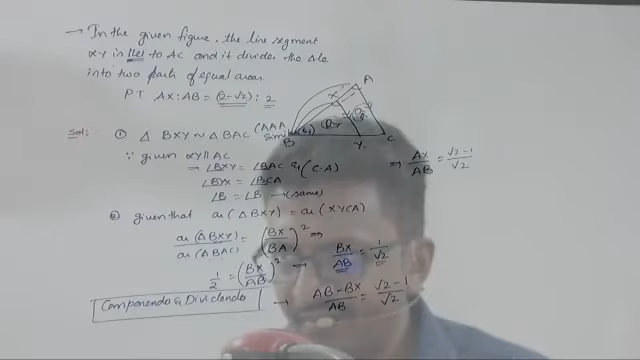 → In the given figure, the line segment
XY is ||el to AC and it divides the Δle
into two parts of equal areas.
PT AX:AB = (2-√2) : 2
A
X
B
Y
C
Sol: ① Δ BXY ~ Δ BAC (AAA
similarity)
∵ given XY || AC
→ ∠BXY = ∠BAC (C.A)
∠BYX = ∠BCA
∠B = ∠B → (same)
② given that ar(ΔBXY) = ar(XYCA)
ar(ΔBXY)/ar(ΔBAC) = (BX/BA)² ⇒
1/2 = (BX/AB)² → BX/AB = 1/√2
Componendo & Dividendo → AB-BX/AB = √2-1/√2
⇒ AX/AB = √2-1/√2